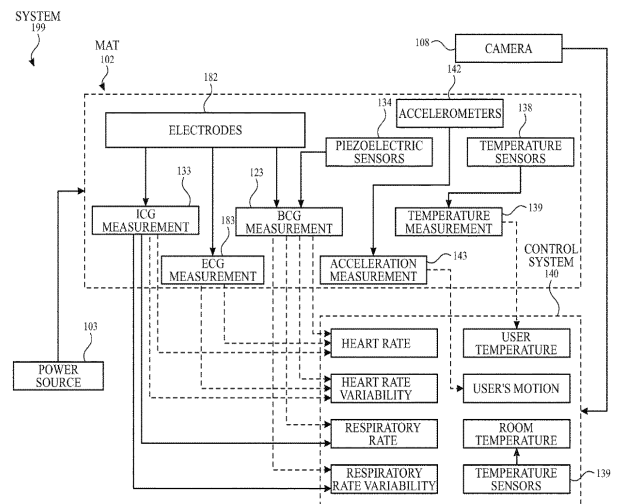 SYSTEM
199
MAT
102
108
CAMERA
182
142
134
ACCELEROMETERS
138
ELECTRODES
PIEZOELECTRIC
SENSORS
TEMPERATURE
SENSORS
133
123
ICG
MEASUREMENT
183
BCG
MEASUREMENT
TEMPERATURE
MEASUREMENT
139
ECG
MEASUREMENT
ACCELERATION
MEASUREMENT
143
CONTROL
SYSTEM
140
103
POWER
SOURCE
HEART RATE
USER
TEMPERATURE
HEART RATE
VARIABILITY
USER'S MOTION
RESPIRATORY
RATE
ROOM
TEMPERATURE
RESPIRATORY
RATE VARIABILITY
TEMPERATURE
SENSORS
139